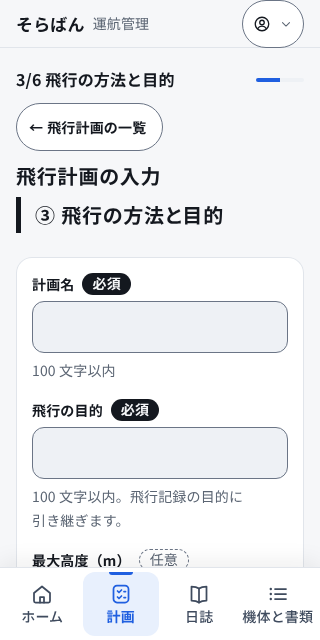 そらばん 運航管理
3/6 飛行の方法と目的
← 飛行計画の一覧
飛行計画の入力
③ 飛行の方法と目的
計画名 必須
100 文字以内
飛行の目的 必須
100 文字以内。飛行記録の目的に
引き継ぎます。
最大高度（m） 任意
ホーム 計画 日誌 機体と書類